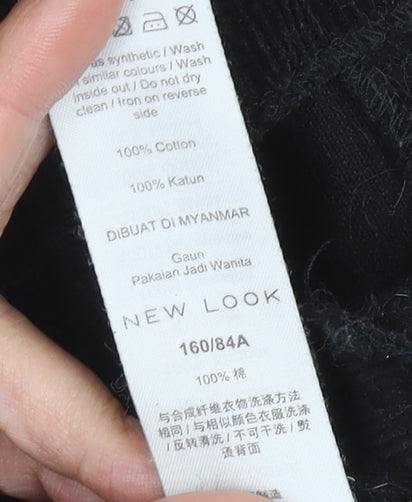 as synthetic / Wash
similar colours / Wash
inside out / Do not dry
clean / Iron on reverse
side
100% Cotton
100% Katun
DIBUAT DI MYANMAR
Gaun
Pakaian Jadi Wanita
NEW LOOK
160/84A
100% 棉
与合成纤维衣物洗涤方法
相同 / 与相似颜色衣服洗涤
/ 反转清洗 / 不可干洗 / 熨
烫背面